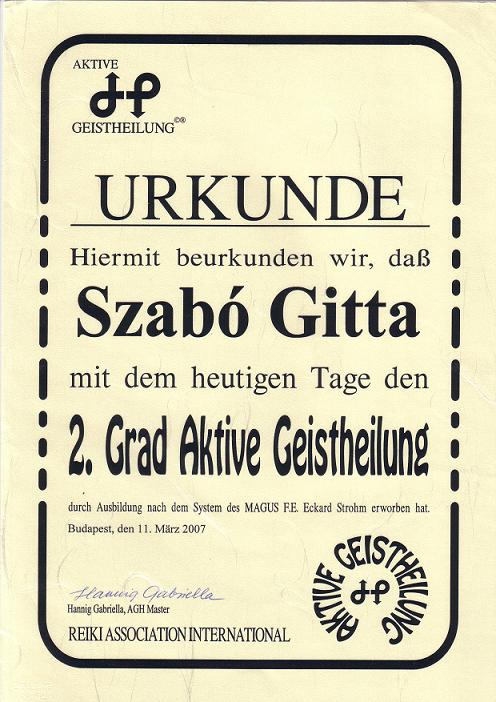 AKTIVE
GEISTHEILUNG©®
URKUNDE
Hiermit beurkunden wir, daß
Szabó Gitta
mit dem heutigen Tage den
2. Grad Aktive Geistheilung
durch Ausbildung nach dem System des MAGUS F.E. Eckard Strohm erworben hat.
Budapest, den 11. März 2007
Hannig Gabriella
Hannig Gabriella, AGH Master
REIKI ASSOCIATION INTERNATIONAL
AKTIVE GEISTHEILUNG